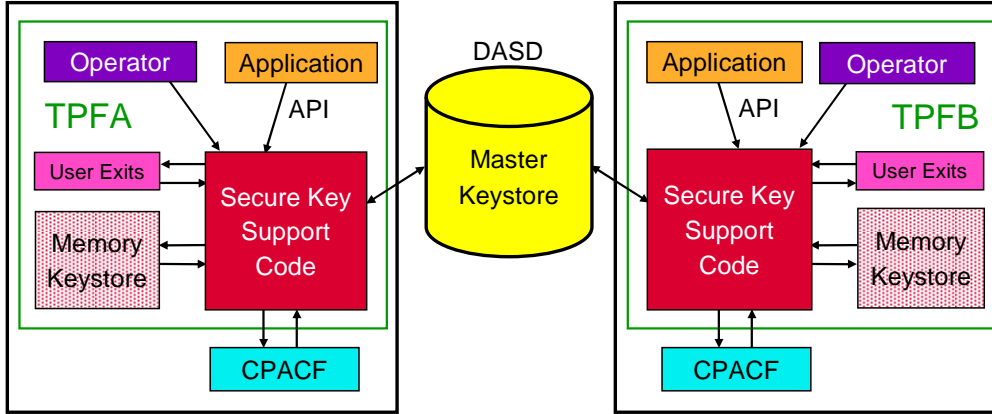 Operator
Application
TPFA
API
User Exits
Secure Key
Support
Code
Memory
Keystore
CPACF
DASD
Master
Keystore
Application
Operator
API
TPFB
Secure Key
Support
Code
User Exits
Memory
Keystore
CPACF